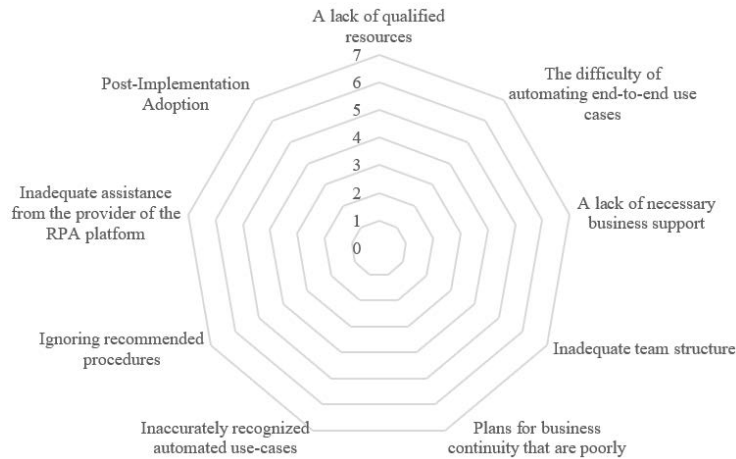 A lack of qualified
resources
The difficulty of
automating end-to-end use
cases
A lack of necessary
business support
Inadequate team structure
Plans for business
continuity that are poorly
Inaccurately recognized
automated use-cases
Ignoring recommended
procedures
Inadequate assistance
from the provider of the
RPA platform
Post-Implementation
Adoption
7
6
5
4
3
2
1
0